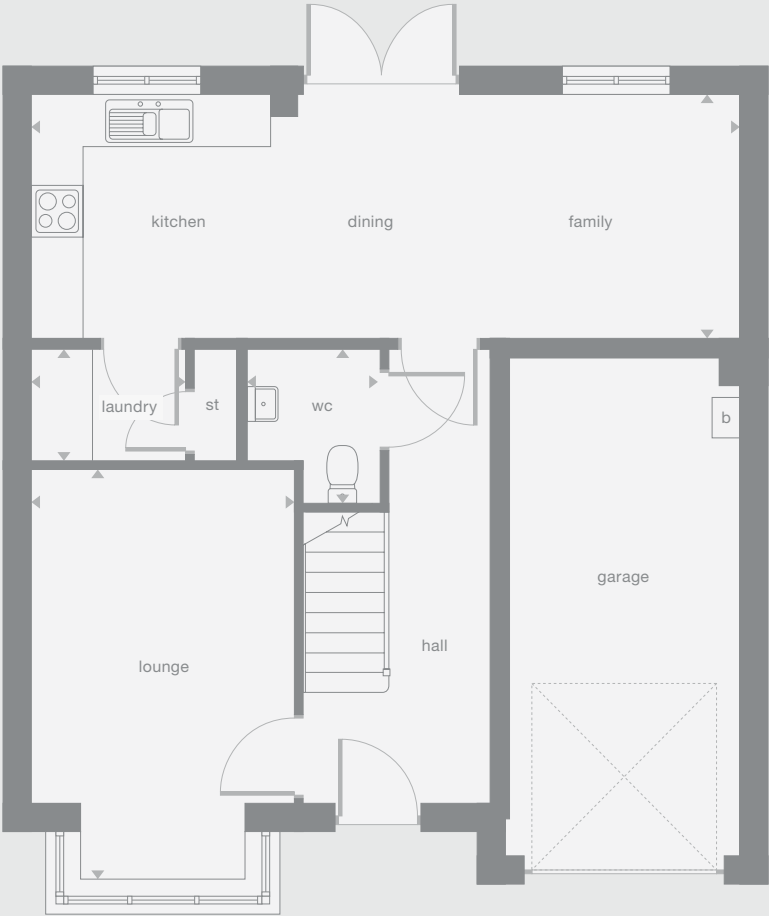 kitchen
dining
family
laundry
st
wc
b
garage
hall
lounge